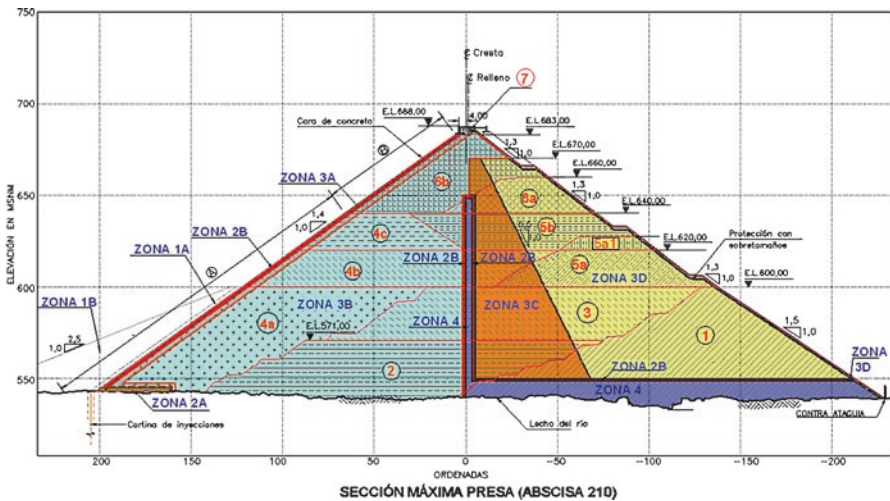 750
700
650
600
550
ELEVACIÓN EN MSNM
200
150
100
50
0
-50
-100
-150
-200
ORDENADAS
SECCIÓN MÁXIMA PRESA (ABSCISA 210)
Cresta
Relleno
7
4,00
E.L.688,00
E.L.683,00
E.L.670,00
E.L.660,00
E.L.640,00
E.L.620,00
E.L.600,00
E.L.571,00
Cara de concreto
ZONA 3A
ZONA 2B
ZONA 1A
ZONA 1B
1,4
1,0
2,5
1,0
1,3
1,0
1,3
1,0
1,3
1,0
1,5
1,0
Protección con
sobretamaños
6b
6a
4c
5b
5a1
4b
5a
ZONA 2B
ZONA 2B
ZONA 3D
ZONA 3B
ZONA 3C
4a
3
1
ZONA 4
2
ZONA 2B
ZONA
3D
ZONA 4
ZONA 2A
Cortina de inyecciones
Lecho del río
CONTRA ATAGUIA